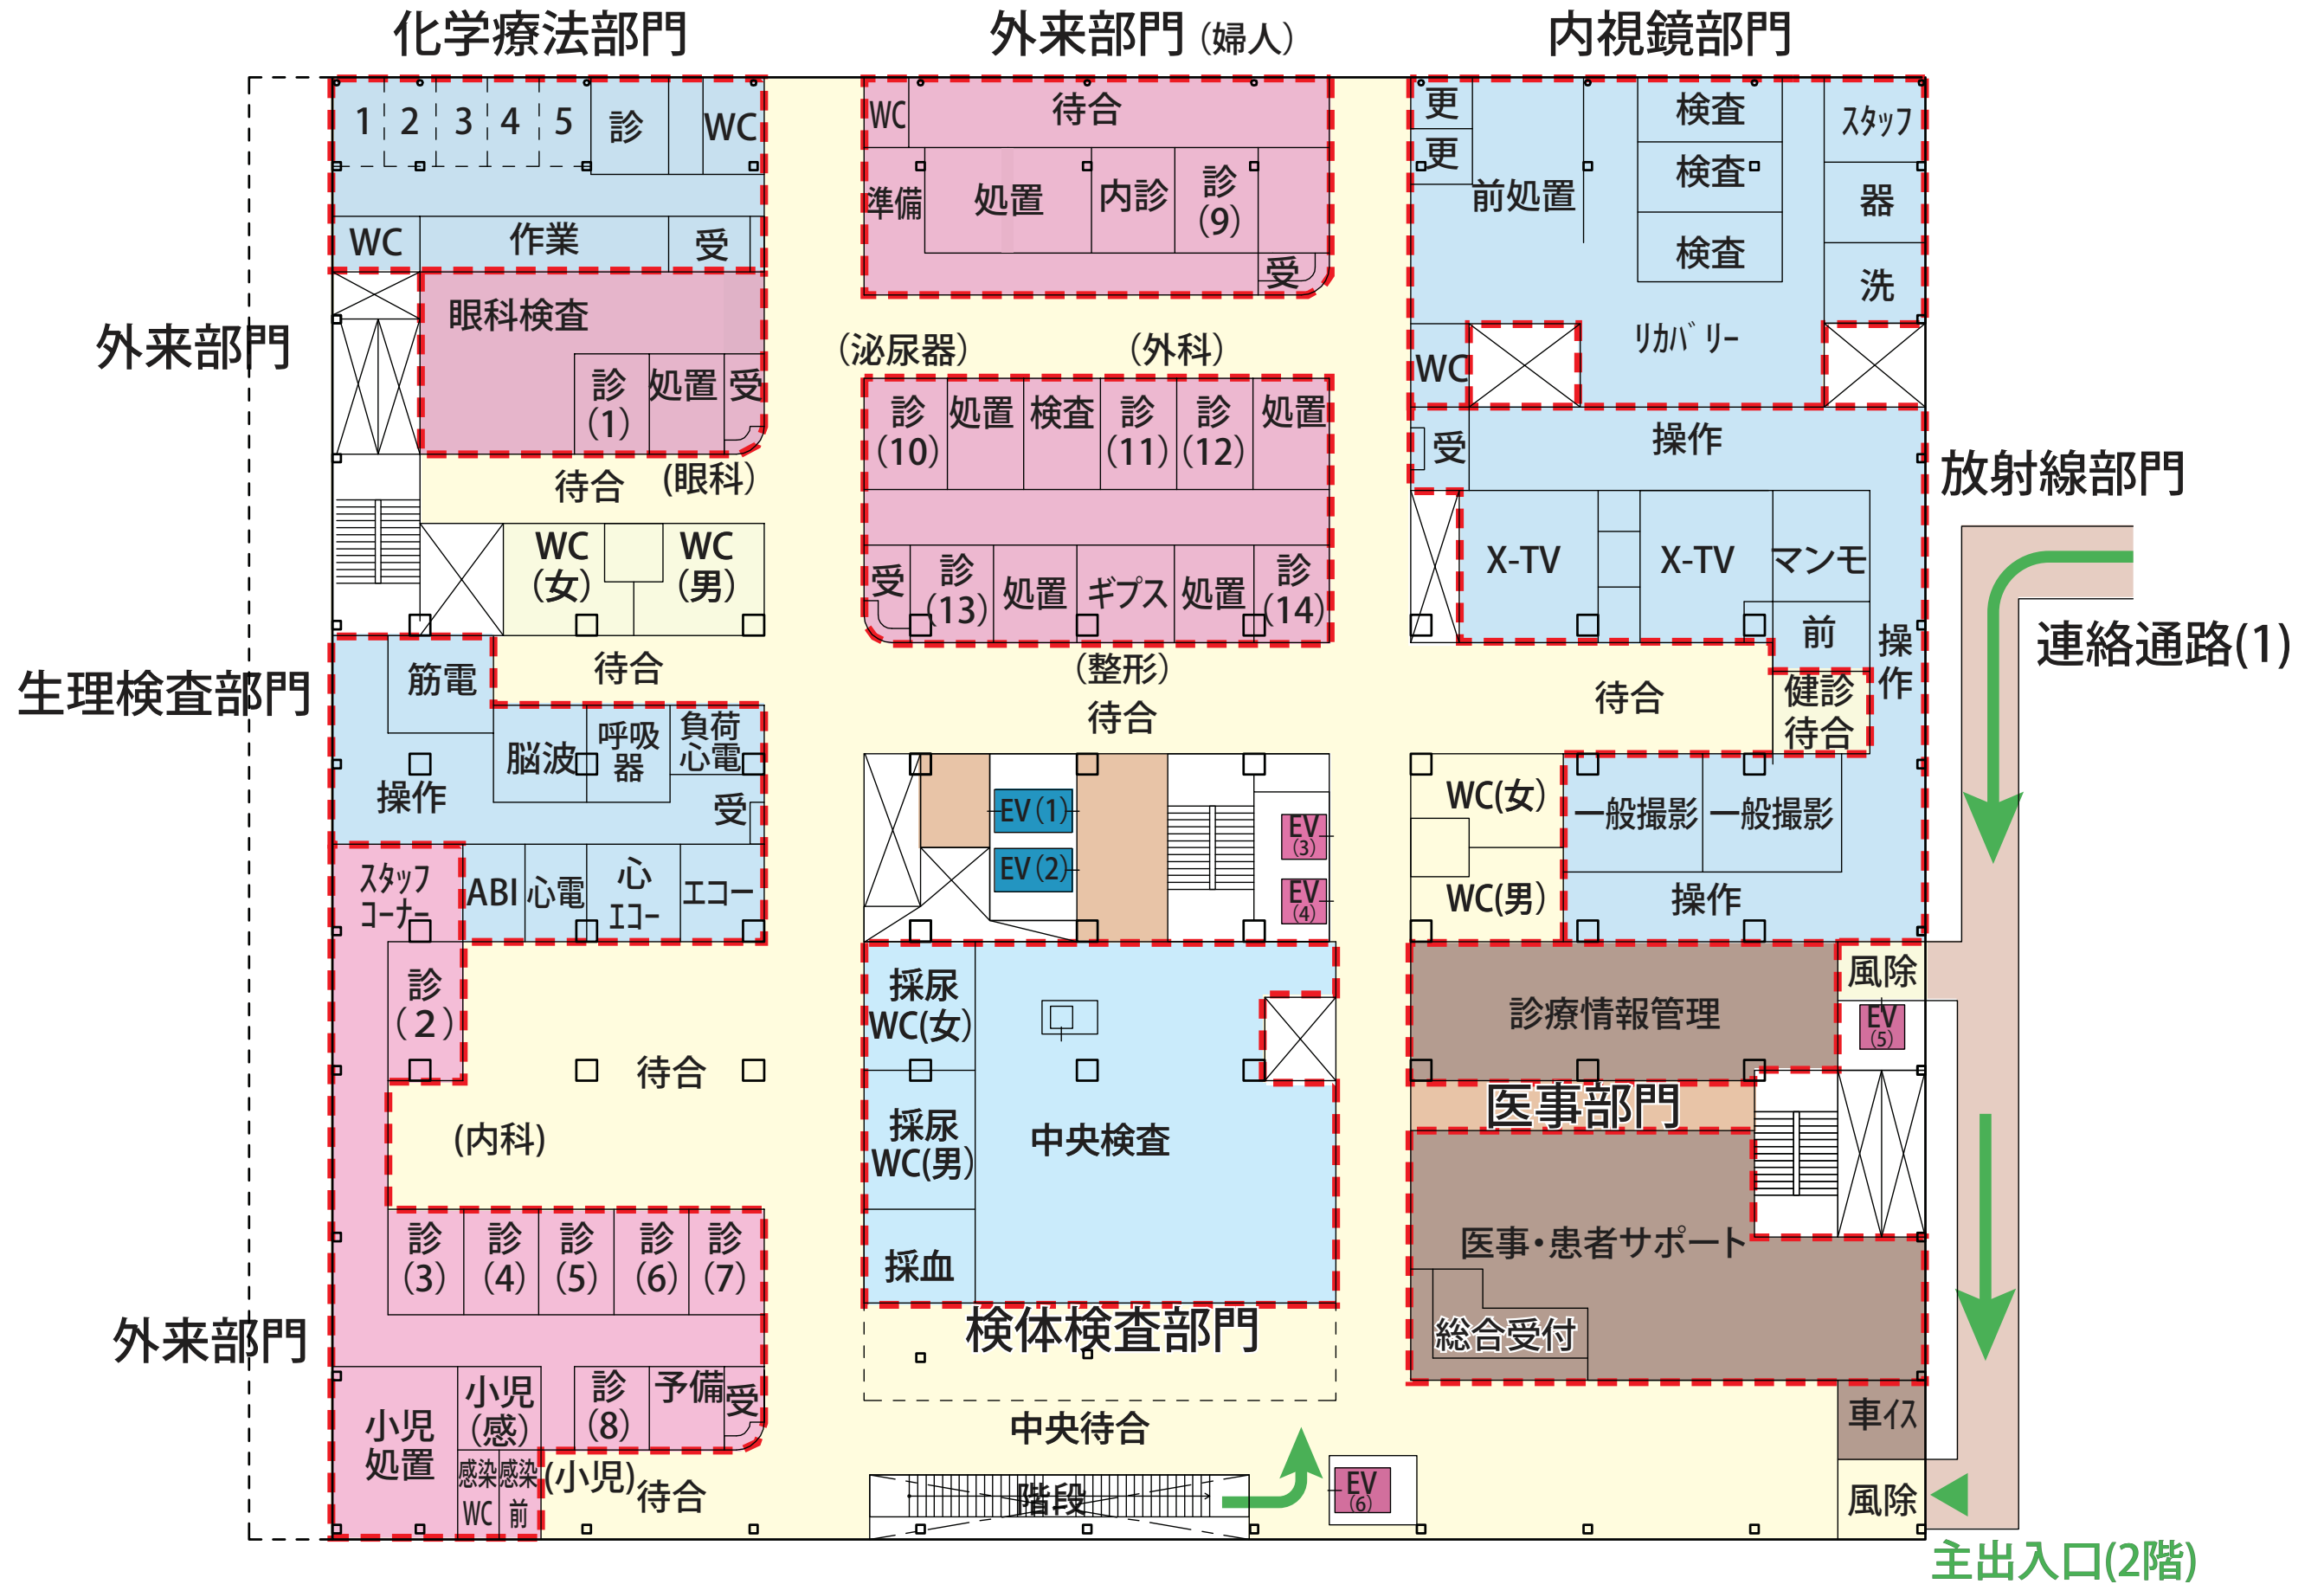 化学療法部門
外来部門（婦人）
内視鏡部門
1 2 3 4 5 診 WC
WC 作業 受
眼科検査
診
（1）
処置
受
外来部門
待合 (眼科）
WC
（女）
WC
（男）
待合
生理検査部門
筋電
脳波
呼吸
器
負荷
心電
操作
受
ABI
心電
心
エコー
エコー
スタッフ
コーナー
診
（2）
待合
(内科)
診
（3）
診
（4）
診
（5）
診
（6）
診
（7）
外来部門
小児
処置
小児
（感）
診
（8）
予備
受
感染
WC
感染
前
(小児)
待合
WC 待合
準備 処置 内診
診
（9）
受
（泌尿器）
（外科）
診
（10）
処置
検査
診
（11）
診
（12）
処置
受
診
（13）
処置
ギプス
処置
診
（14）
（整形）
待合
EV（1）
EV（2）
EV
（3）
EV
（4）
採尿
WC(女）
採尿
WC(男）
採血
中央検査
検体検査部門
中央待合
階段
EV
（6）
更
更
前処置
検査
検査
検査
スタッフ
器
洗
リカバリー
WC
受
操作
放射線部門
X-TV
X-TV
マンモ
前
操
作
待合
健診
待合
WC(女）
WC(男）
一般撮影
一般撮影
操作
連絡通路(1)
診療情報管理
風除
EV
（5）
医事部門
医事・患者サポート
総合受付
車イス
風除
主出入口(2階)